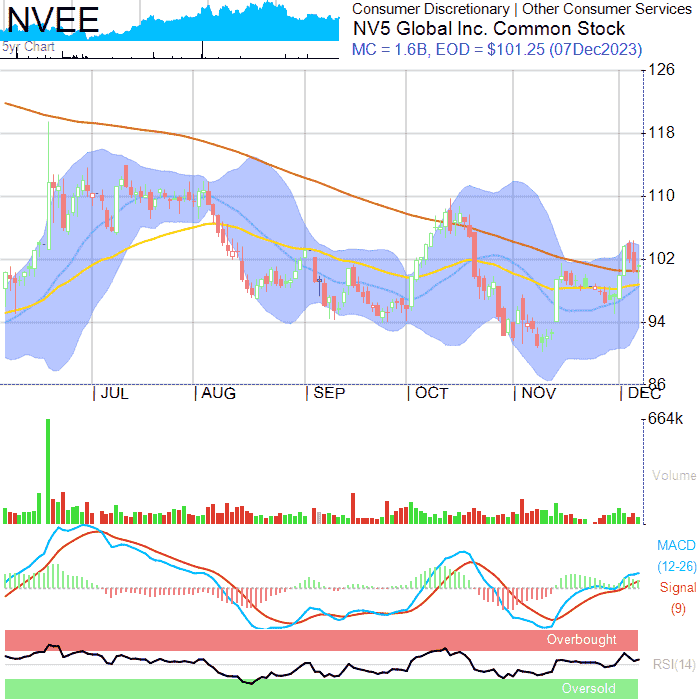 NVEE
5yr Chart
Consumer Discretionary | Other Consumer Services
NV5 Global Inc. Common Stock
MC = 1.6B, EOD = $101.25 (07Dec2023)
126
118
110
102
94
86
JUL
AUG
SEP
OCT
NOV
DEC
664k
Volume
MACD
(12-26)
Signal
(9)
Overbought
RSI(14)
Oversold